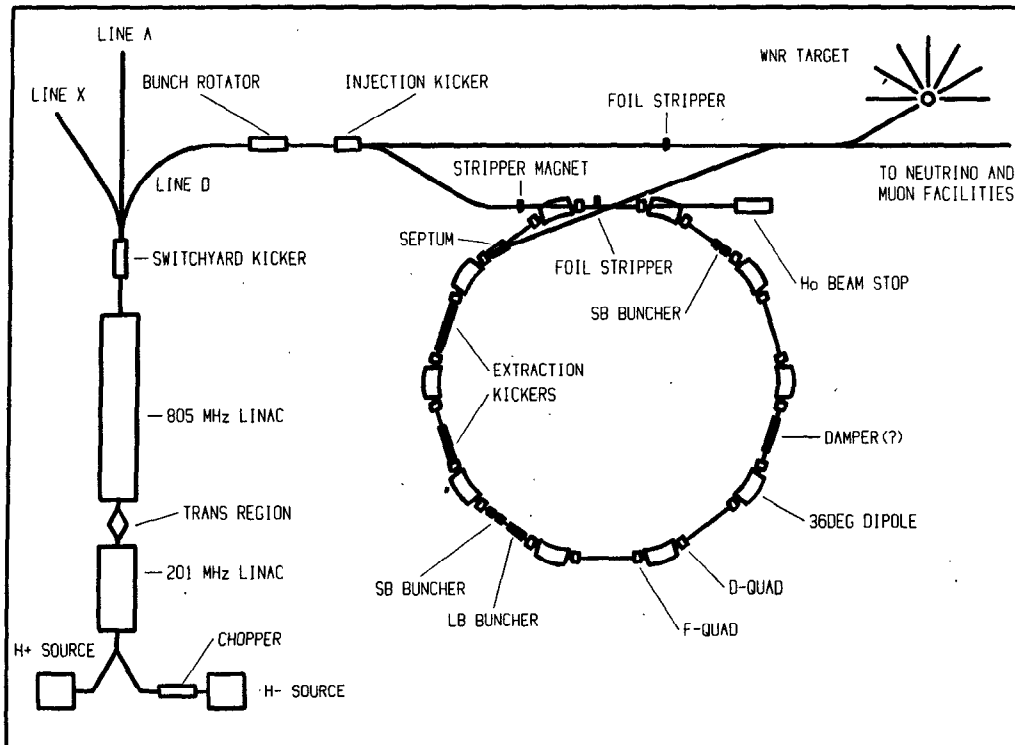 LINE A
WNR TARGET
BUNCH ROTATOR
INJECTION KICKER
LINE X
FOIL STRIPPER
STRIPPER MAGNET
TO NEUTRINO AND
MUON FACILITIES
LINE D
SEPTUM
SWITCHYARD KICKER
FOIL STRIPPER
Ho BEAM STOP
SB BUNCHER
EXTRACTION
KICKERS
805 MHz LINAC
DAMPER(?)
TRANS REGION
36DEG DIPOLE
201 MHz LINAC
SB BUNCHER
D-QUAD
LB BUNCHER
F-QUAD
CHOPPER
H+ SOURCE
H- SOURCE